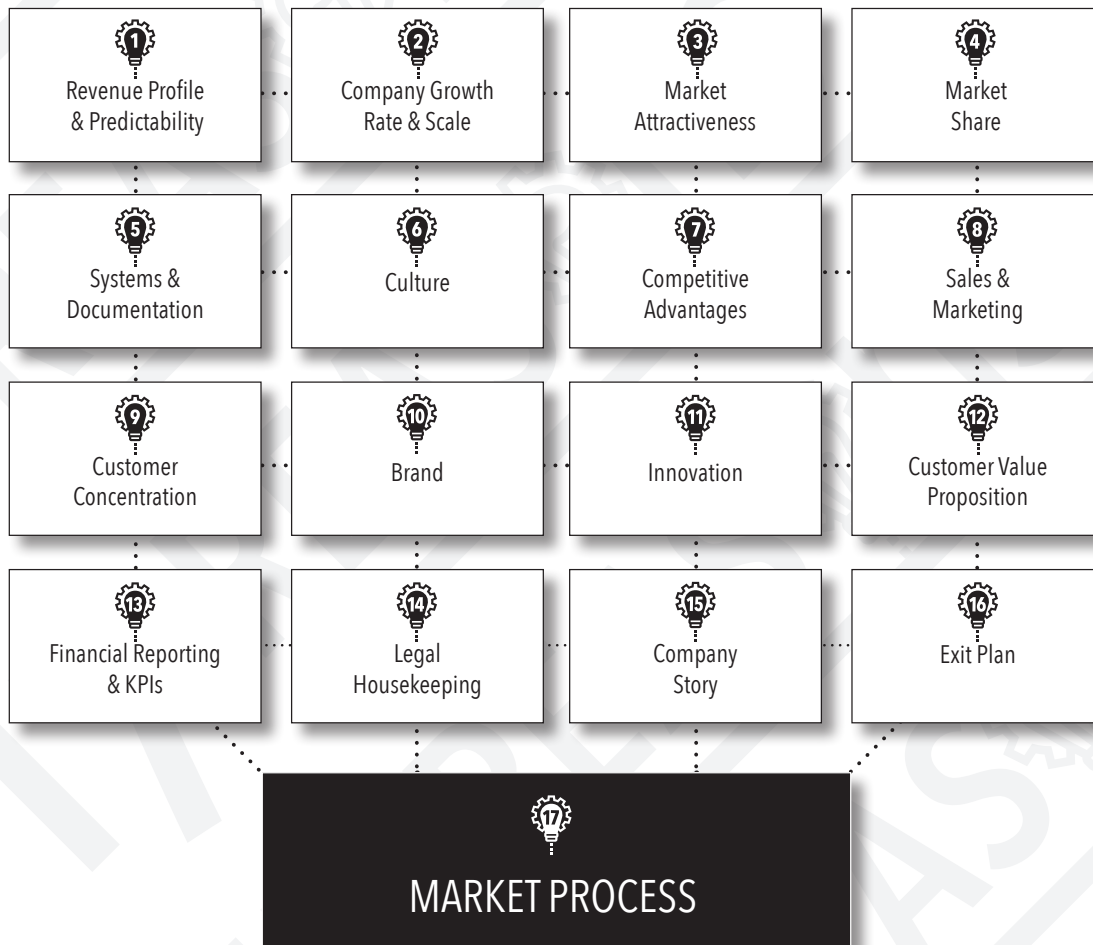 1
Revenue Profile
& Predictability
2
Company Growth
Rate & Scale
3
Market
Attractiveness
4
Market
Share
5
Systems &
Documentation
6
Culture
7
Competitive
Advantages
8
Sales &
Marketing
9
Customer
Concentration
10
Brand
11
Innovation
12
Customer Value
Proposition
13
Financial Reporting
& KPIs
14
Legal
Housekeeping
15
Company
Story
16
Exit Plan
17
MARKET PROCESS